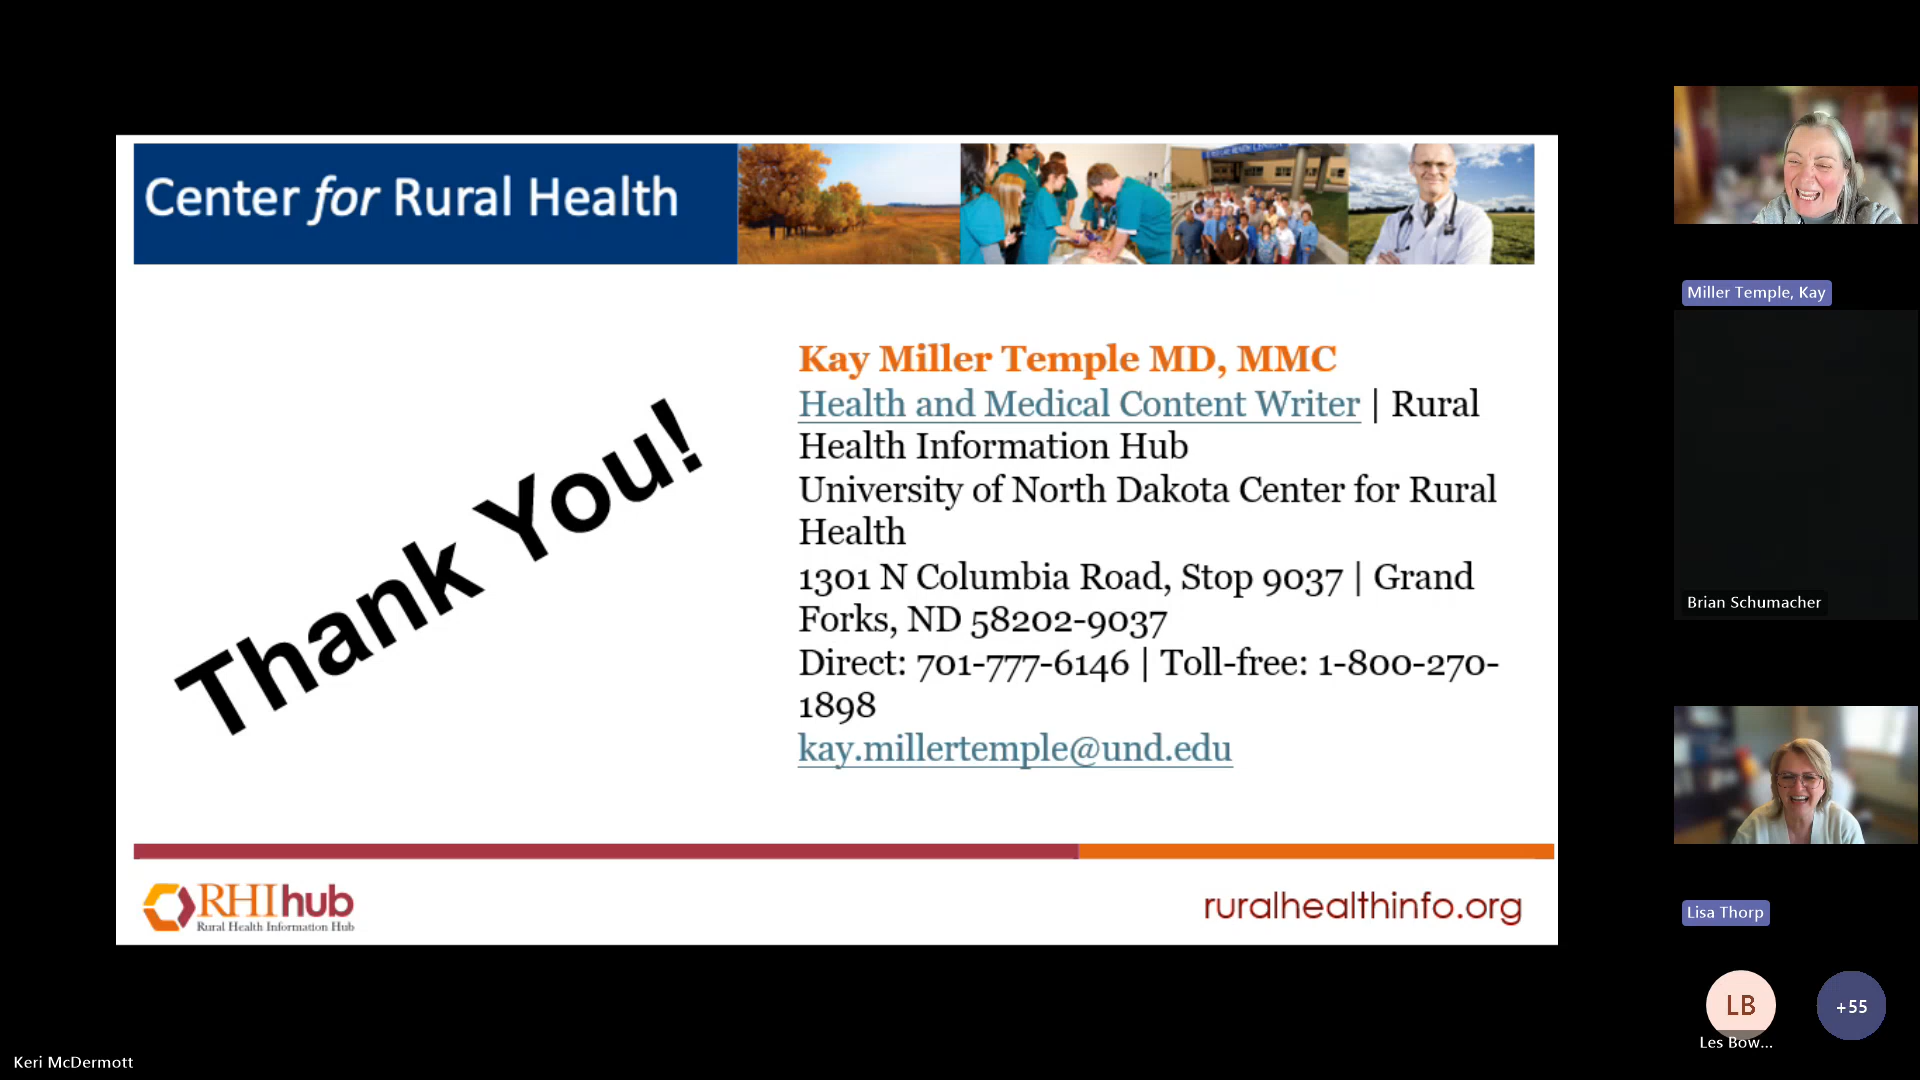 Center for Rural Health
Thank You!
Kay Miller Temple MD, MMC
Health and Medical Content Writer | Rural
Health Information Hub
University of North Dakota Center for Rural
Health
1301 N Columbia Road, Stop 9037 | Grand
Forks, ND 58202-9037
Direct: 701-777-6146 | Toll-free: 1-800-270-
1898
kay.millertemple@und.edu
RHIhub
Rural Health Information Hub
ruralhealthinfo.org
Miller Temple, Kay
Brian Schumacher
Lisa Thorp
LB
+55
Les Bow...
Keri McDermott